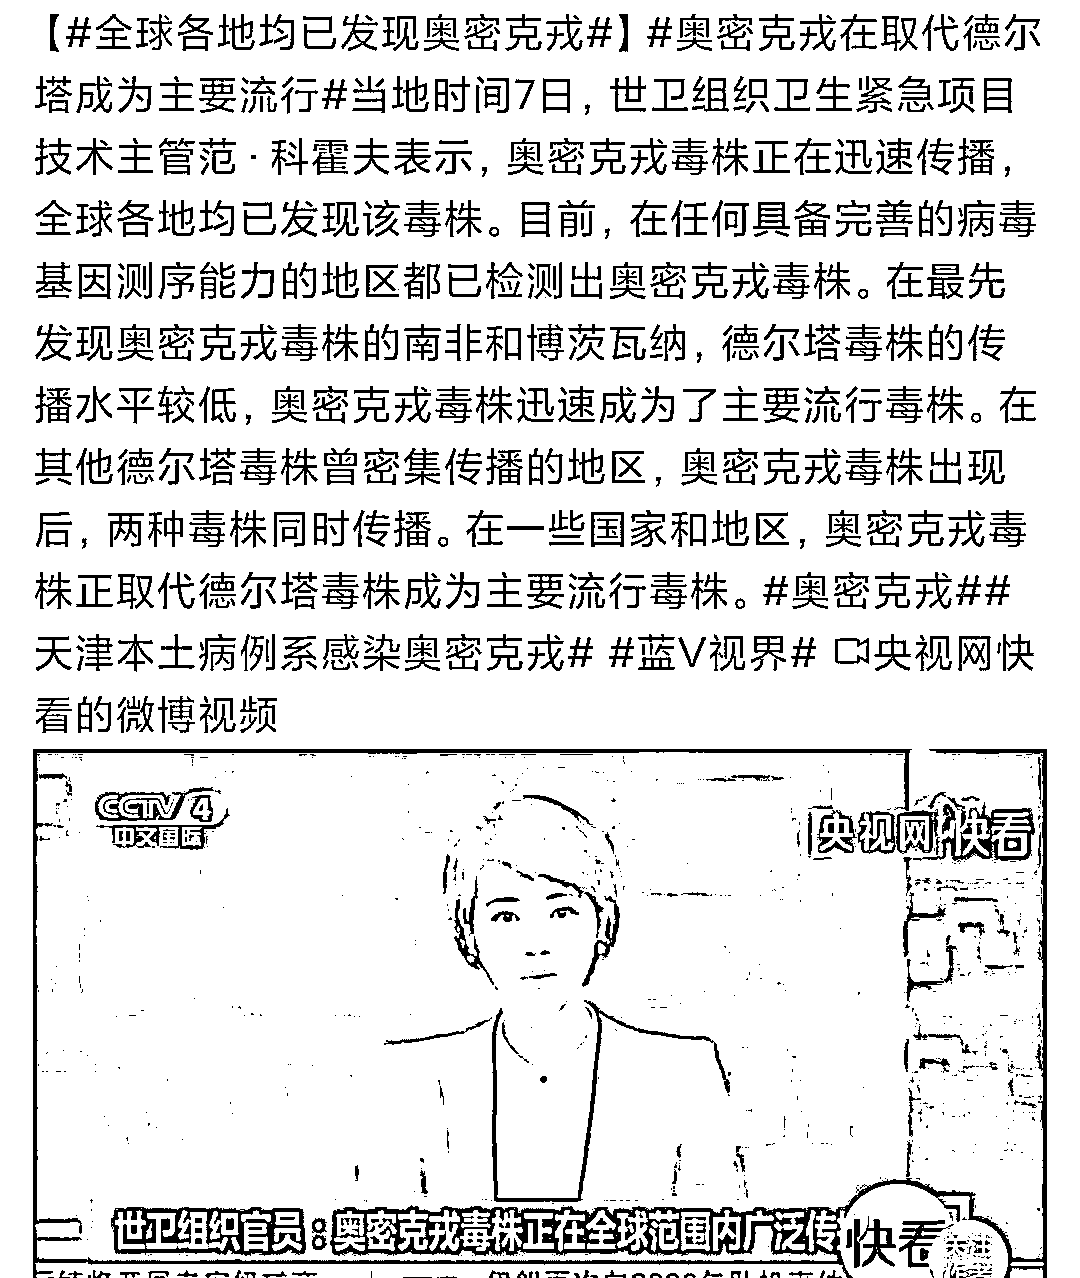 【#全球各地均已发现奥密克戎#】#奥密克戎在取代德尔
塔成为主要流行#当地时间7日，世卫组织卫生紧急项目
技术主管范·科霍夫表示，奥密克戎毒株正在迅速传播，
全球各地均已发现该毒株。目前，在任何具备完善的病毒
基因测序能力的地区都已检测出奥密克戎毒株。在最先
发现奥密克戎毒株的南非和博茨瓦纳，德尔塔毒株的传
播水平较低，奥密克戎毒株迅速成为了主要流行毒株。在
其他德尔塔毒株曾密集传播的地区，奥密克戎毒株出现
后，两种毒株同时传播。在一些国家和地区，奥密克戎毒
株正取代德尔塔毒株成为主要流行毒株。#奥密克戎##
天津本土病例系感染奥密克戎# #蓝V视界# 央视网快
看的微博视频
CCTV 4
中文国际
央视网 快看
世卫组织官员：奥密克戎毒株正在全球范围内广泛传
快看